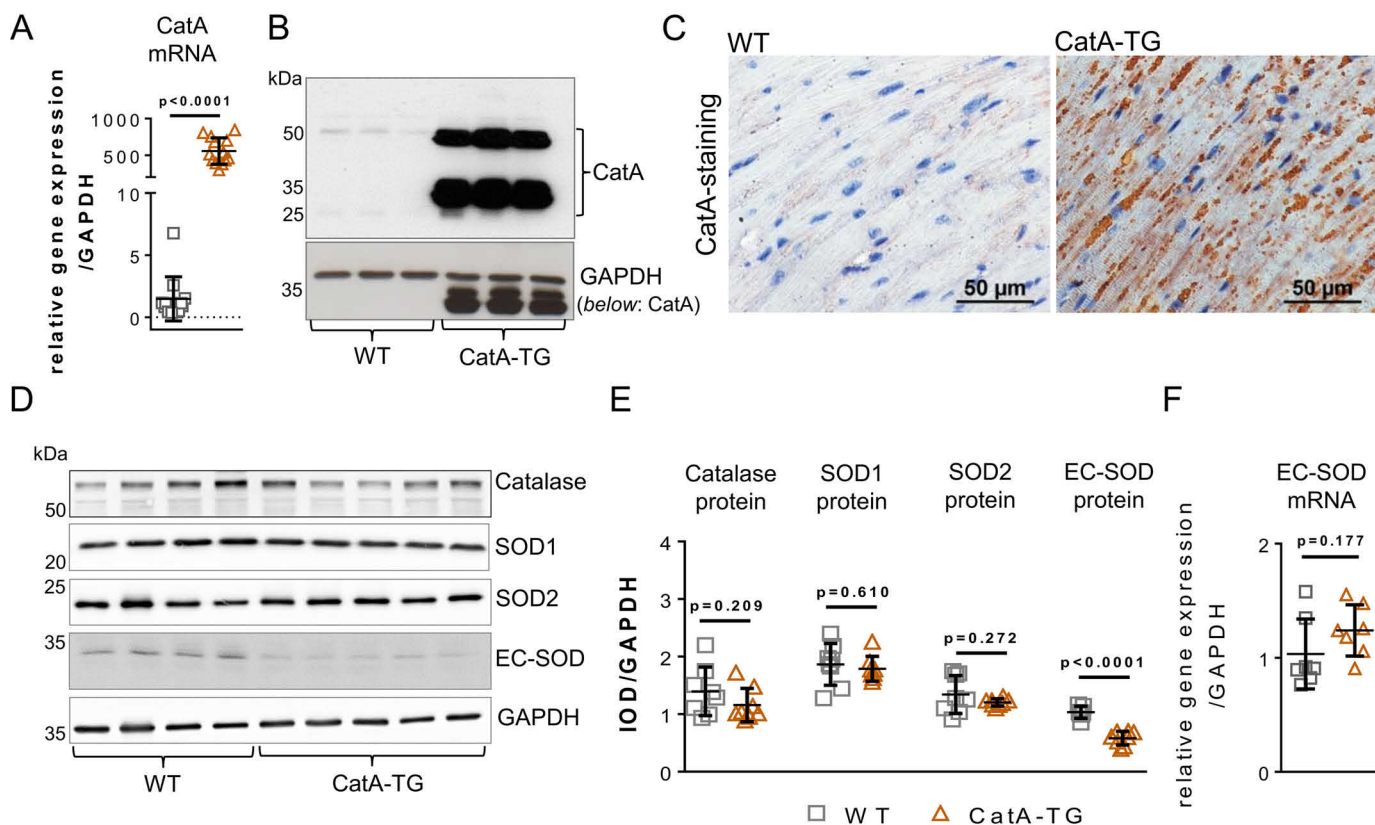 A
CatA
mRNA
p<0.0001
1000
500
10
5
0
relative gene expression
/GAPDH
B
kDa
50
35
25
CatA
35
GAPDH
(below: CatA)
WT
CatA-TG
C
WT
CatA-TG
CatA-staining
50 µm
50 µm
D
kDa
50
Catalase
20
SOD1
25
SOD2
35
EC-SOD
35
GAPDH
WT
CatA-TG
E
Catalase
protein
SOD1
protein
SOD2
protein
EC-SOD
protein
IOD/GAPDH
4
3
2
1
0
p=0.209
p=0.610
p=0.272
p<0.0001
WT
CatA-TG
F
EC-SOD
mRNA
relative gene expression
/GAPDH
2
1
0
p=0.177